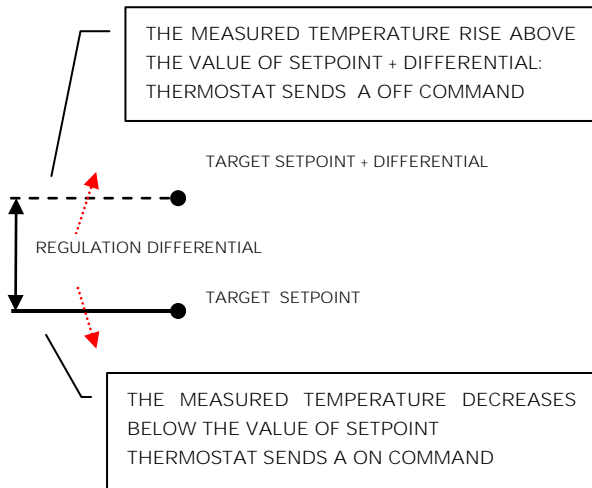 THE MEASURED TEMPERATURE RISE ABOVE
THE VALUE OF SETPOINT + DIFFERENTIAL:
THERMOSTAT SENDS A OFF COMMAND
TARGET SETPOINT + DIFFERENTIAL
REGULATION DIFFERENTIAL
TARGET SETPOINT
THE MEASURED TEMPERATURE DECREASES
BELOW THE VALUE OF SETPOINT
THERMOSTAT SENDS A ON COMMAND